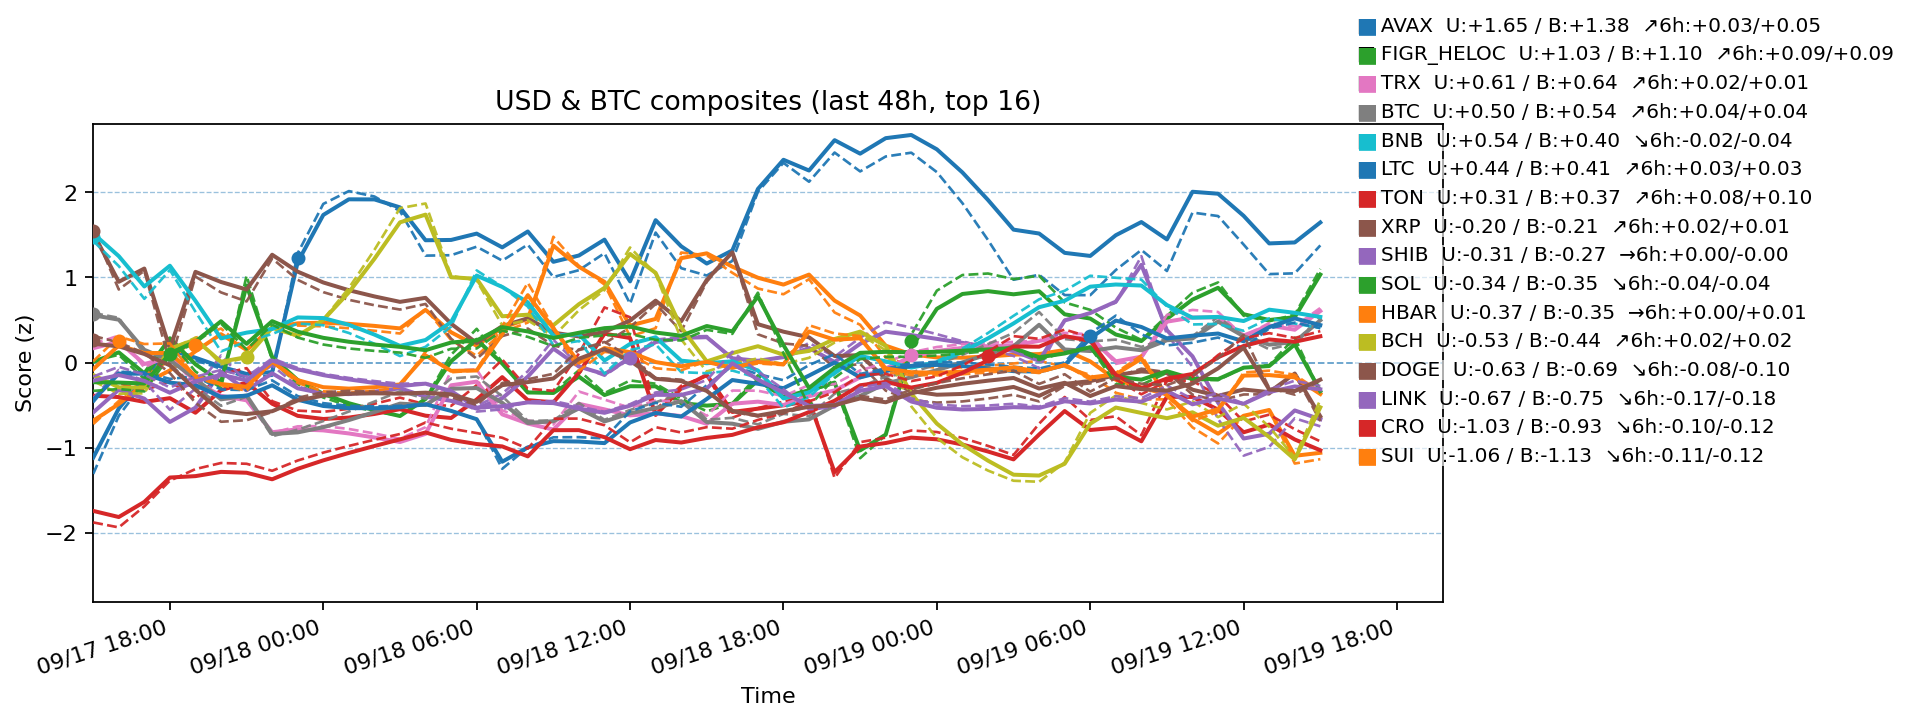 AVAX U:+1.65 / B:+1.38 ↗6h:+0.03/+0.05
FIGR_HELOC U:+1.03 / B:+1.10 ↗6h:+0.09/+0.09
TRX U:+0.61 / B:+0.64 ↗6h:+0.02/+0.01
USD & BTC composites (last 48h, top 16)
BTC U:+0.50 / B:+0.54 ↗6h:+0.04/+0.04
BNB U:+0.54 / B:+0.40 ↘6h:-0.02/-0.04
LTC U:+0.44 / B:+0.41 ↗6h:+0.03/+0.03
TON U:+0.31 / B:+0.37 ↗6h:+0.08/+0.10
XRP U:-0.20 / B:-0.21 ↗6h:+0.02/+0.01
SHIB U:-0.31 / B:-0.27 →6h:+0.00/-0.00
SOL U:-0.34 / B:-0.35 ↘6h:-0.04/-0.04
HBAR U:-0.37 / B:-0.35 →6h:+0.00/+0.01
BCH U:-0.53 / B:-0.44 ↗6h:+0.02/+0.02
DOGE U:-0.63 / B:-0.69 ↘6h:-0.08/-0.10
LINK U:-0.67 / B:-0.75 ↘6h:-0.17/-0.18
CRO U:-1.03 / B:-0.93 ↘6h:-0.10/-0.12
SUI U:-1.06 / B:-1.13 ↘6h:-0.11/-0.12
Score (z)
2
1
0
−1
−2
09/17 18:00
09/18 00:00
09/18 06:00
09/18 12:00
09/18 18:00
09/19 00:00
09/19 06:00
09/19 12:00
09/19 18:00
Time